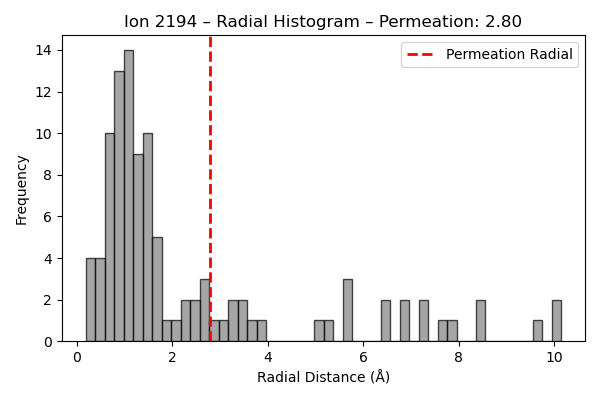 Ion 2194 – Radial Histogram – Permeation: 2.80
Permeation Radial
14
12
10
8
6
4
2
0
Frequency
0 2 4 6 8 10
Radial Distance (Å)